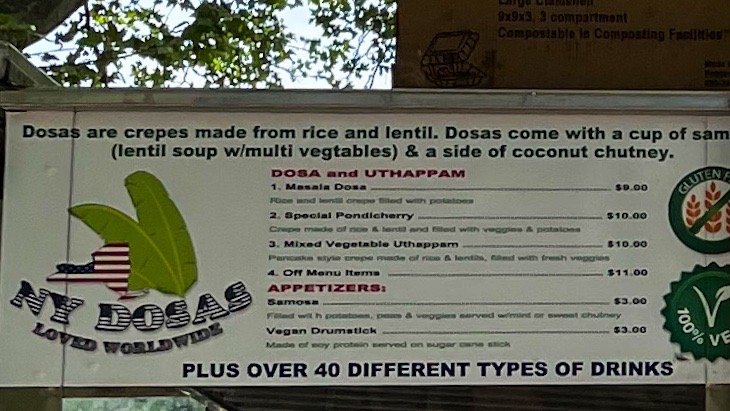 Large Clamshell
9x9x3, 3 compartment
Compostable in Composting Facilities
Dosas are crepes made from rice and lentil. Dosas come with a cup of sam
(lentil soup w/multi vegtables) & a side of coconut chutney.
DOSA and UTHAPPAM
1. Masala Dosa $9.00
Rice and lentil crepe filled with potatoes
2. Special Pondicherry $10.00
Crepe made of rice & lentil and filled with veggies & potatoes
3. Mixed Vegetable Uthappam $10.00
Pancake style crepe made of rice & lentils, filled with fresh veggies
4. Off Menu Items $11.00
APPETIZERS:
Samosa $3.00
Filled wit h potatoes, peas & veggies served w/mint or sweet chutney
Vegan Drumstick $3.00
Made of soy protein served on sugar cane stick
PLUS OVER 40 DIFFERENT TYPES OF DRINKS
NY DOSAS
LOVED WORLDWIDE
GLUTEN F
100% VE